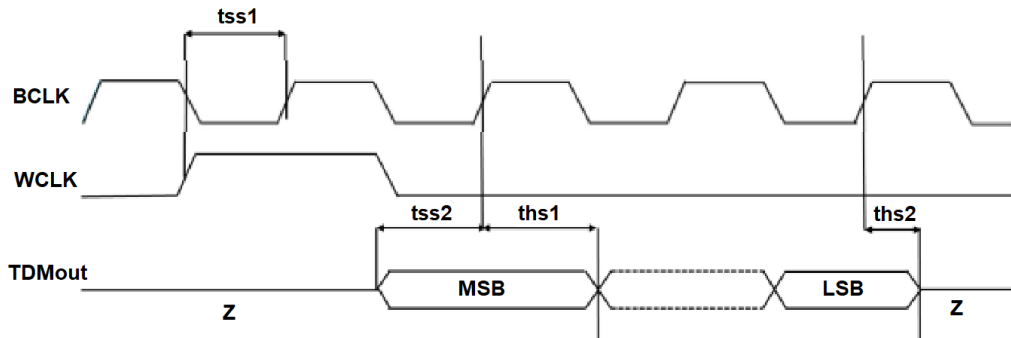 tss1
BCLK
WCLK
tss2 ths1 ths2
TDMout MSB LSB
Z Z